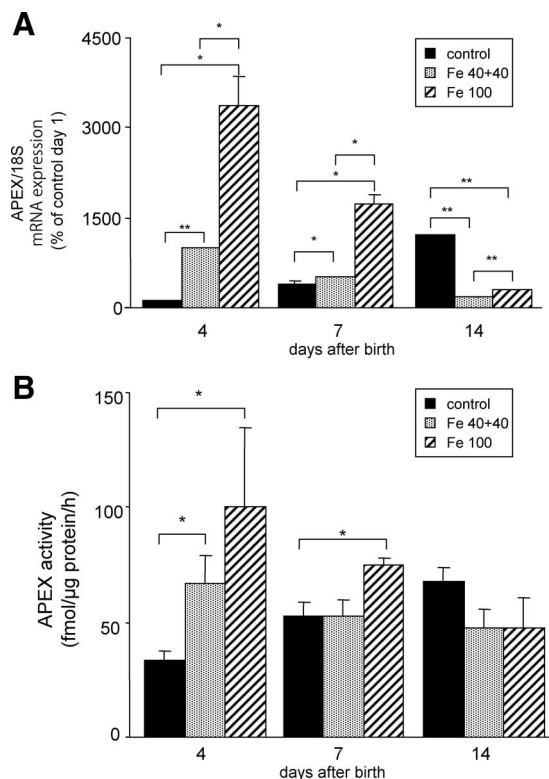 A
4500
3000
1500
0
APEX/18S
mRNA expression
(% of control day 1)
control
Fe 40+40
Fe 100
*
*
**
*
*
*
**
**
**
4
7
14
days after birth
B
150
100
50
0
APEX activity
(fmol/µg protein/h)
control
Fe 40+40
Fe 100
*
*
*
4
7
14
days after birth